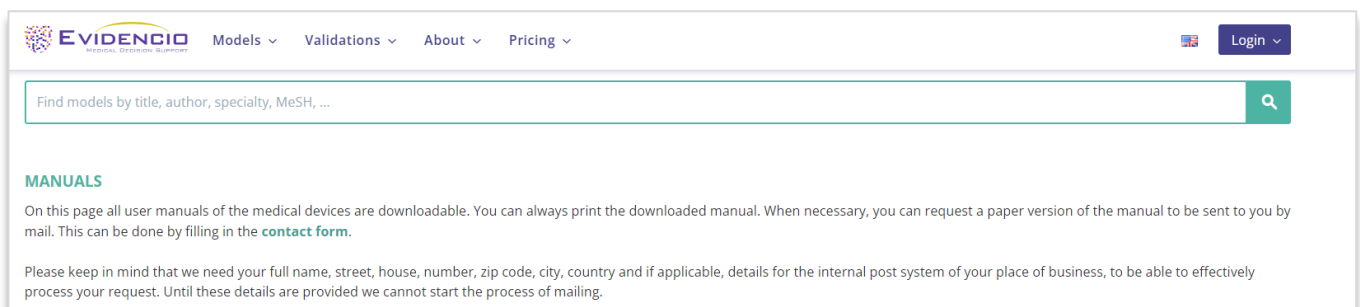 EVIDENCIO
MEDICAL DECISION SUPPORT
Models
Validations
About
Pricing
Login
Find models by title, author, specialty, MeSH, ...
MANUALS
On this page all user manuals of the medical devices are downloadable. You can always print the downloaded manual. When necessary, you can request a paper version of the manual to be sent to you by
mail. This can be done by filling in the contact form.
Please keep in mind that we need your full name, street, house, number, zip code, city, country and if applicable, details for the internal post system of your place of business, to be able to effectively
process your request. Until these details are provided we cannot start the process of mailing.